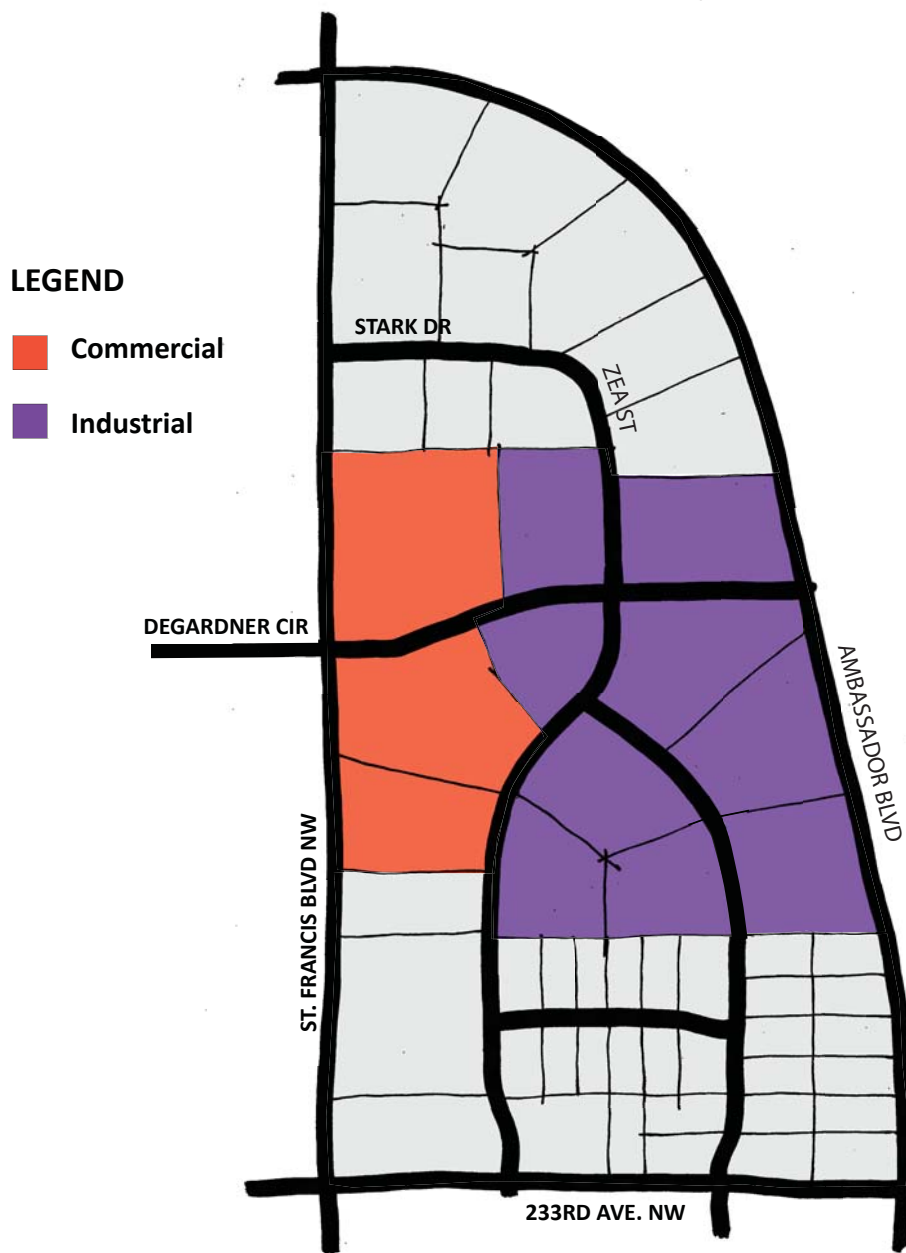 LEGEND
Commercial
Industrial
STARK DR
ZEA ST
DEGARDNER CIR
AMBASSADOR BLVD
ST. FRANCIS BLVD NW
233RD AVE. NW